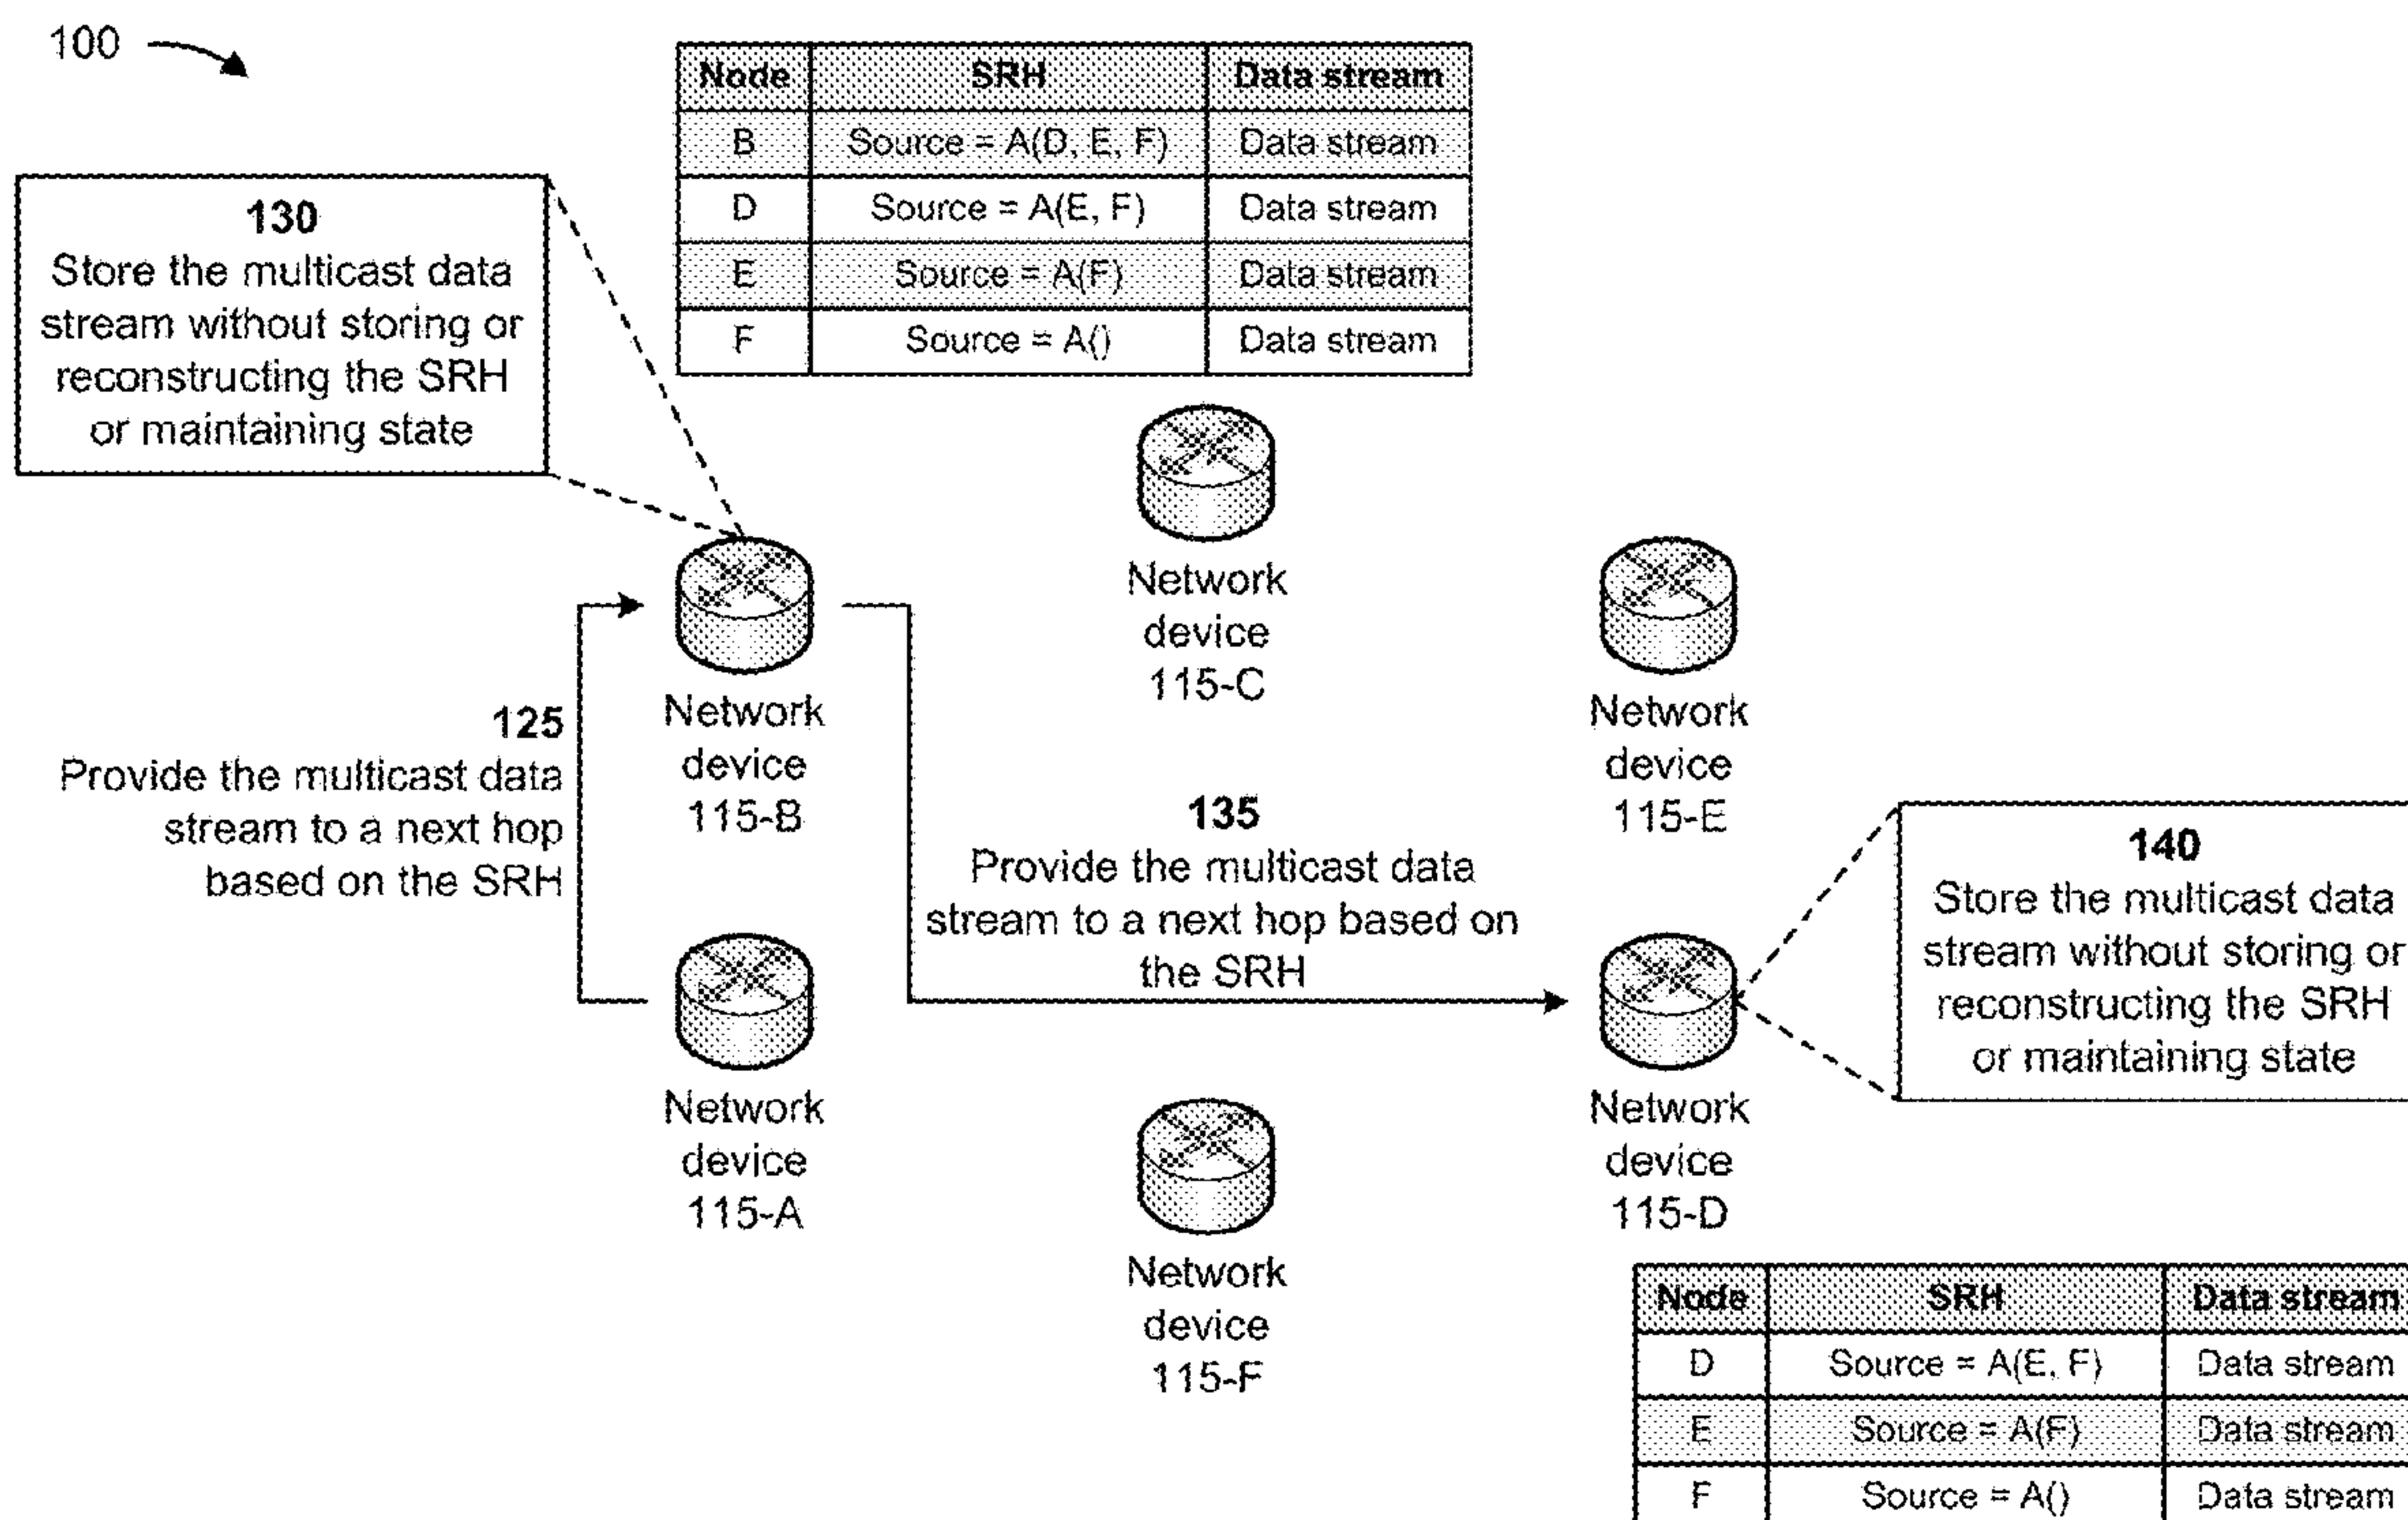 100
Node SRH Data stream
B Source = A(D, E, F) Data stream
D Source = A(E, F) Data stream
E Source = A(F) Data stream
F Source = A() Data stream
130
Store the multicast data
stream without storing or
reconstructing the SRH
or maintaining state
Network
device
115-C
Network
device
115-B
Network
device
115-E
125
Provide the multicast data
stream to a next hop
based on the SRH
135
Provide the multicast data
stream to a next hop based on
the SRH
140
Store the multicast data
stream without storing or
reconstructing the SRH
or maintaining state
Network
device
115-A
Network
device
115-D
Network
device
115-F
Node SRH Data stream
D Source = A(E, F) Data stream
E Source = A(F) Data stream
F Source = A() Data stream